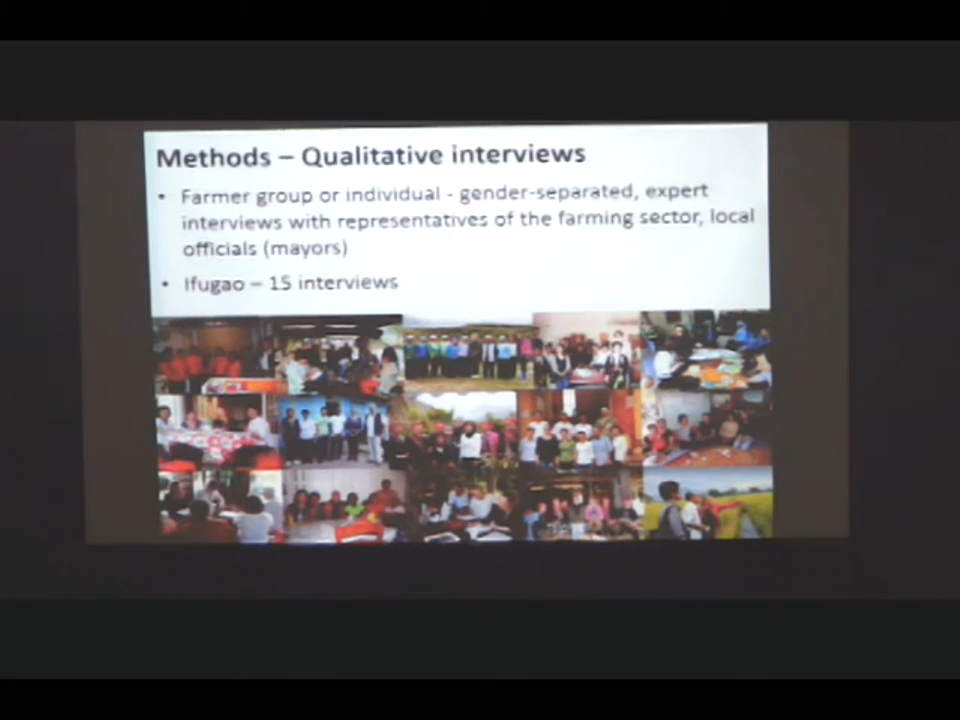 Methods – Qualitative interviews
• Farmer group or individual - gender-separated, expert
interviews with representatives of the farming sector, local
officials (mayors)
• Ifugao – 15 interviews